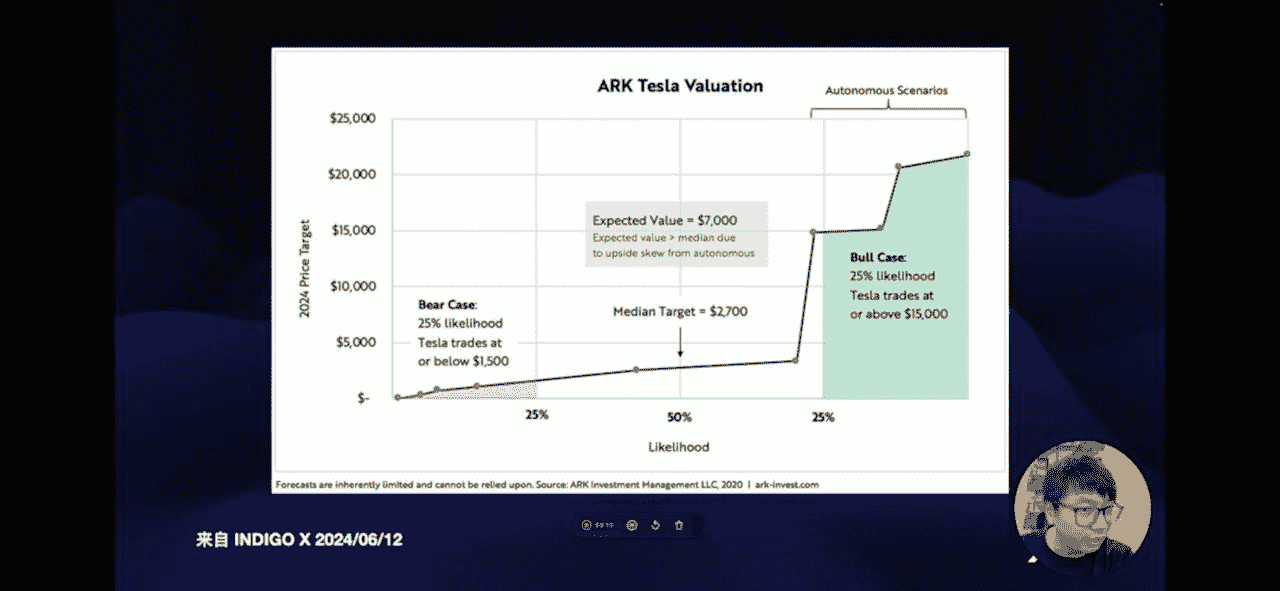 ARK Tesla Valuation
Autonomous Scenarios
$25,000
$20,000
$15,000
$10,000
$5,000
$-
2024 Price Target
Expected Value = $7,000
Expected value > median due
to upside skew from autonomous
Bear Case:
25% likelihood
Tesla trades at
or below $1,500
Median Target = $2,700
Bull Case:
25% likelihood
Tesla trades at
or above $15,000
25%
50%
25%
Likelihood
Forecasts are inherently limited and cannot be relied upon. Source: ARK Investment Management LLC, 2020 | ark-invest.com
来自 INDIGO X 2024/06/12